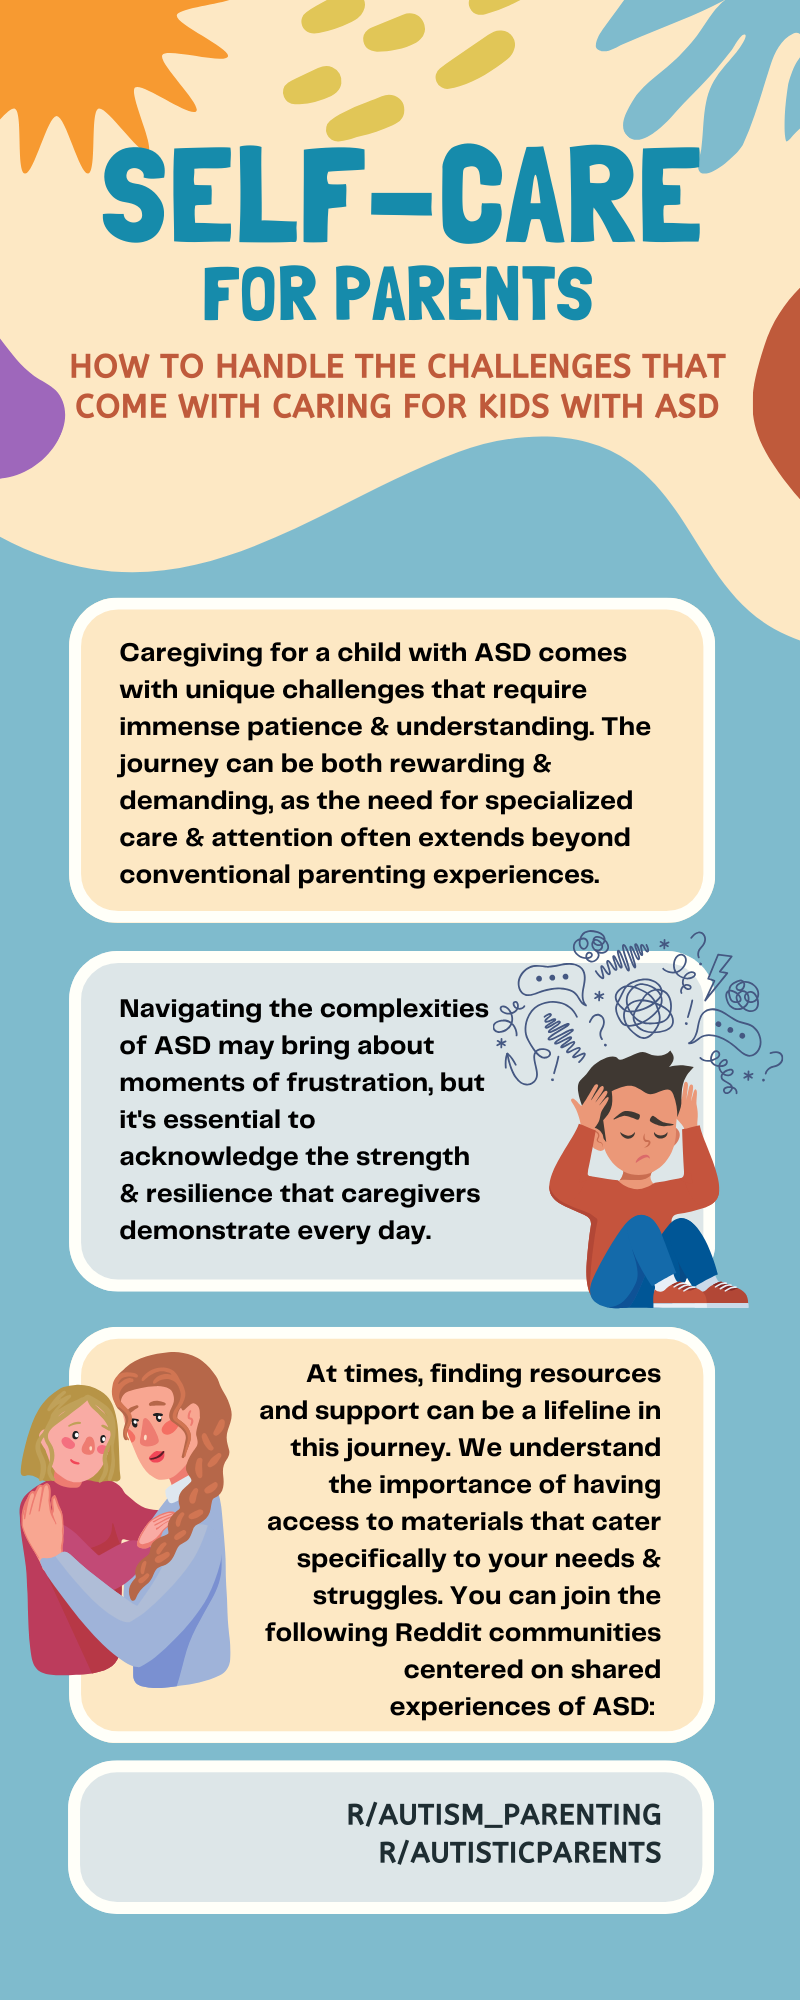 SELF-CARE
FOR PARENTS
HOW TO HANDLE THE CHALLENGES THAT
COME WITH CARING FOR KIDS WITH ASD
Caregiving for a child with ASD comes
with unique challenges that require
immense patience & understanding. The
journey can be both rewarding &
demanding, as the need for specialized
care & attention often extends beyond
conventional parenting experiences.
Navigating the complexities
of ASD may bring about
moments of frustration, but
it's essential to
acknowledge the strength
& resilience that caregivers
demonstrate every day.
At times, finding resources
and support can be a lifeline in
this journey. We understand
the importance of having
access to materials that cater
specifically to your needs &
struggles. You can join the
following Reddit communities
centered on shared
experiences of ASD:
R/AUTISM_PARENTING
R/AUTISTICPARENTS